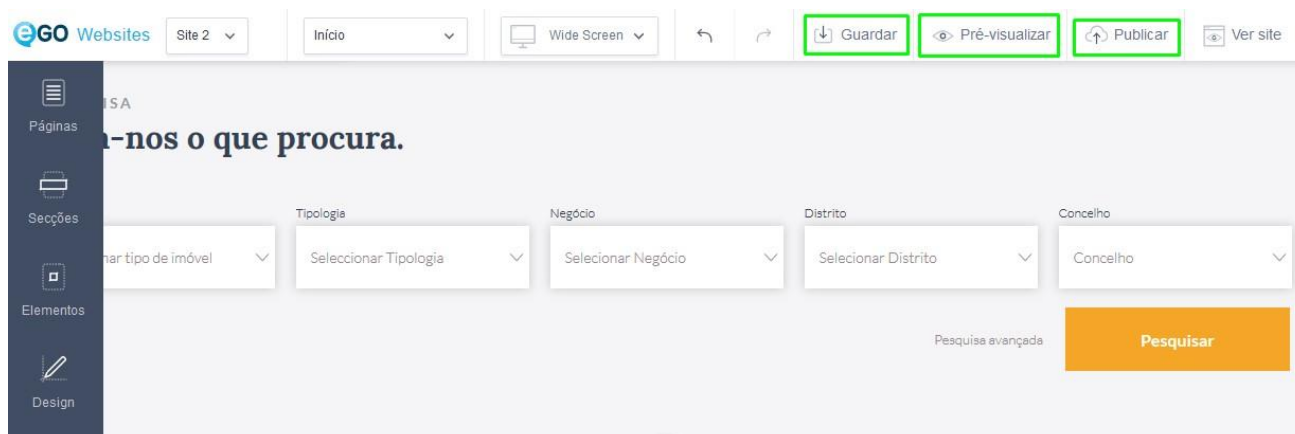 eGO Websites Site 2 Início Wide Screen Guardar Pré-visualizar Publicar Ver site
Páginas
Secções
Elementos
Design
ISA
-nos o que procura.
Tipologia Negócio Distrito Concelho
nar tipo de imóvel Seleccionar Tipologia Selecionar Negócio Selecionar Distrito Concelho
Pesquisa avançada Pesquisar